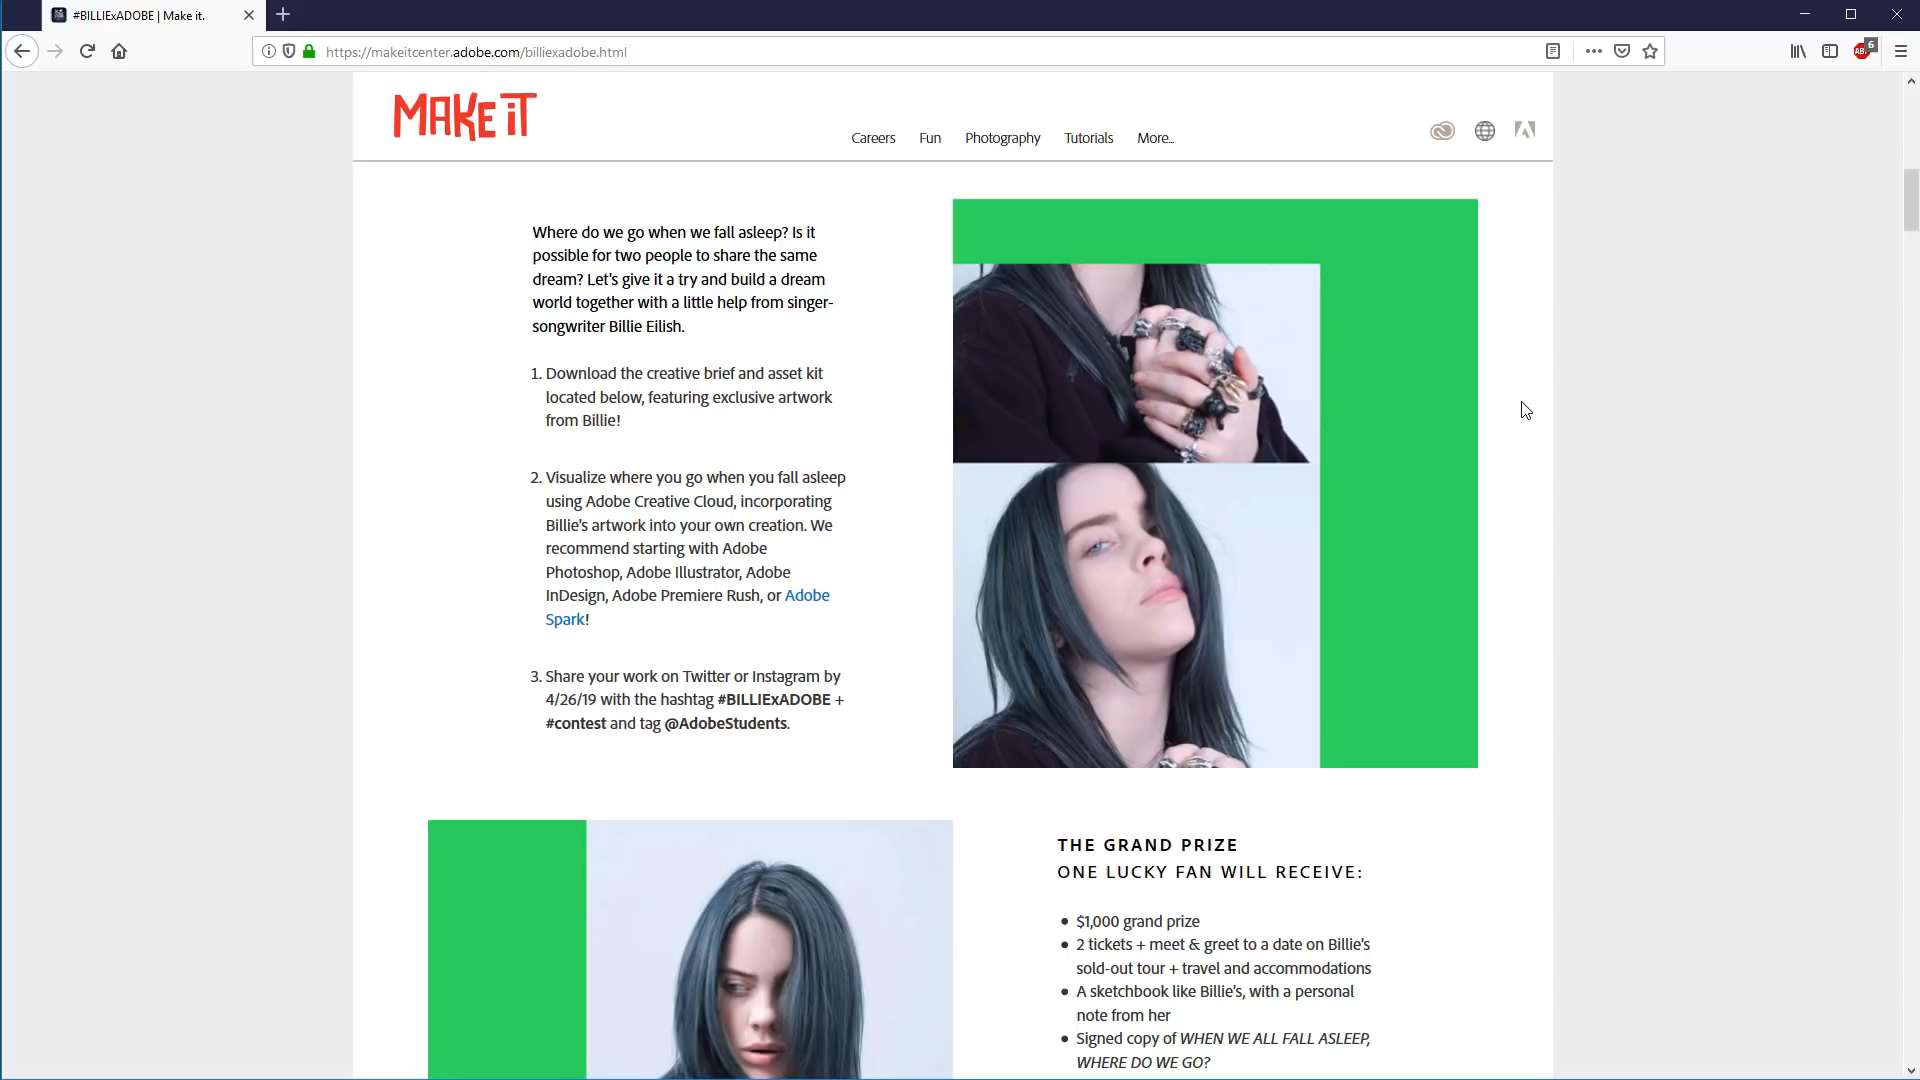 #BILLIExADOBE | Make it.
https://makeitcenter.adobe.com/billiexadobe.html
ABP
6
MAKE iT
Careers
Fun
Photography
Tutorials
More...
Where do we go when we fall asleep? Is it
possible for two people to share the same
dream? Let's give it a try and build a dream
world together with a little help from singer-
songwriter Billie Eilish.
1. Download the creative brief and asset kit
located below, featuring exclusive artwork
from Billie!
2. Visualize where you go when you fall asleep
using Adobe Creative Cloud, incorporating
Billie's artwork into your own creation. We
recommend starting with Adobe
Photoshop, Adobe Illustrator, Adobe
InDesign, Adobe Premiere Rush, or Adobe
Spark!
3. Share your work on Twitter or Instagram by
4/26/19 with the hashtag #BILLIExADOBE +
#contest and tag @AdobeStudents.
THE GRAND PRIZE
ONE LUCKY FAN WILL RECEIVE:
• $1,000 grand prize
• 2 tickets + meet & greet to a date on Billie's
sold-out tour + travel and accommodations
• A sketchbook like Billie's, with a personal
note from her
• Signed copy of WHEN WE ALL FALL ASLEEP,
WHERE DO WE GO?